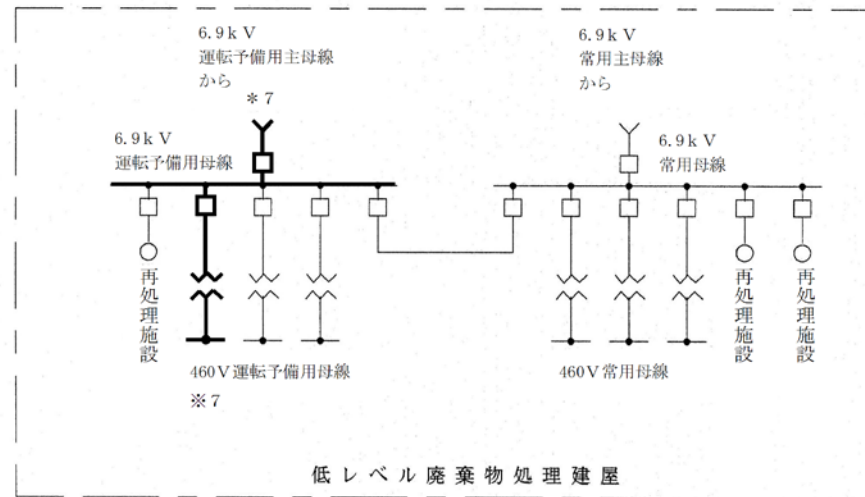 6.9kV
運転予備用主母線
から
＊7
6.9kV
常用主母線
から
6.9kV
運転予備用母線
6.9kV
常用母線
再処理施設
再処理施設
再処理施設
460V運転予備用母線
※7
460V常用母線
低レベル廃棄物処理建屋